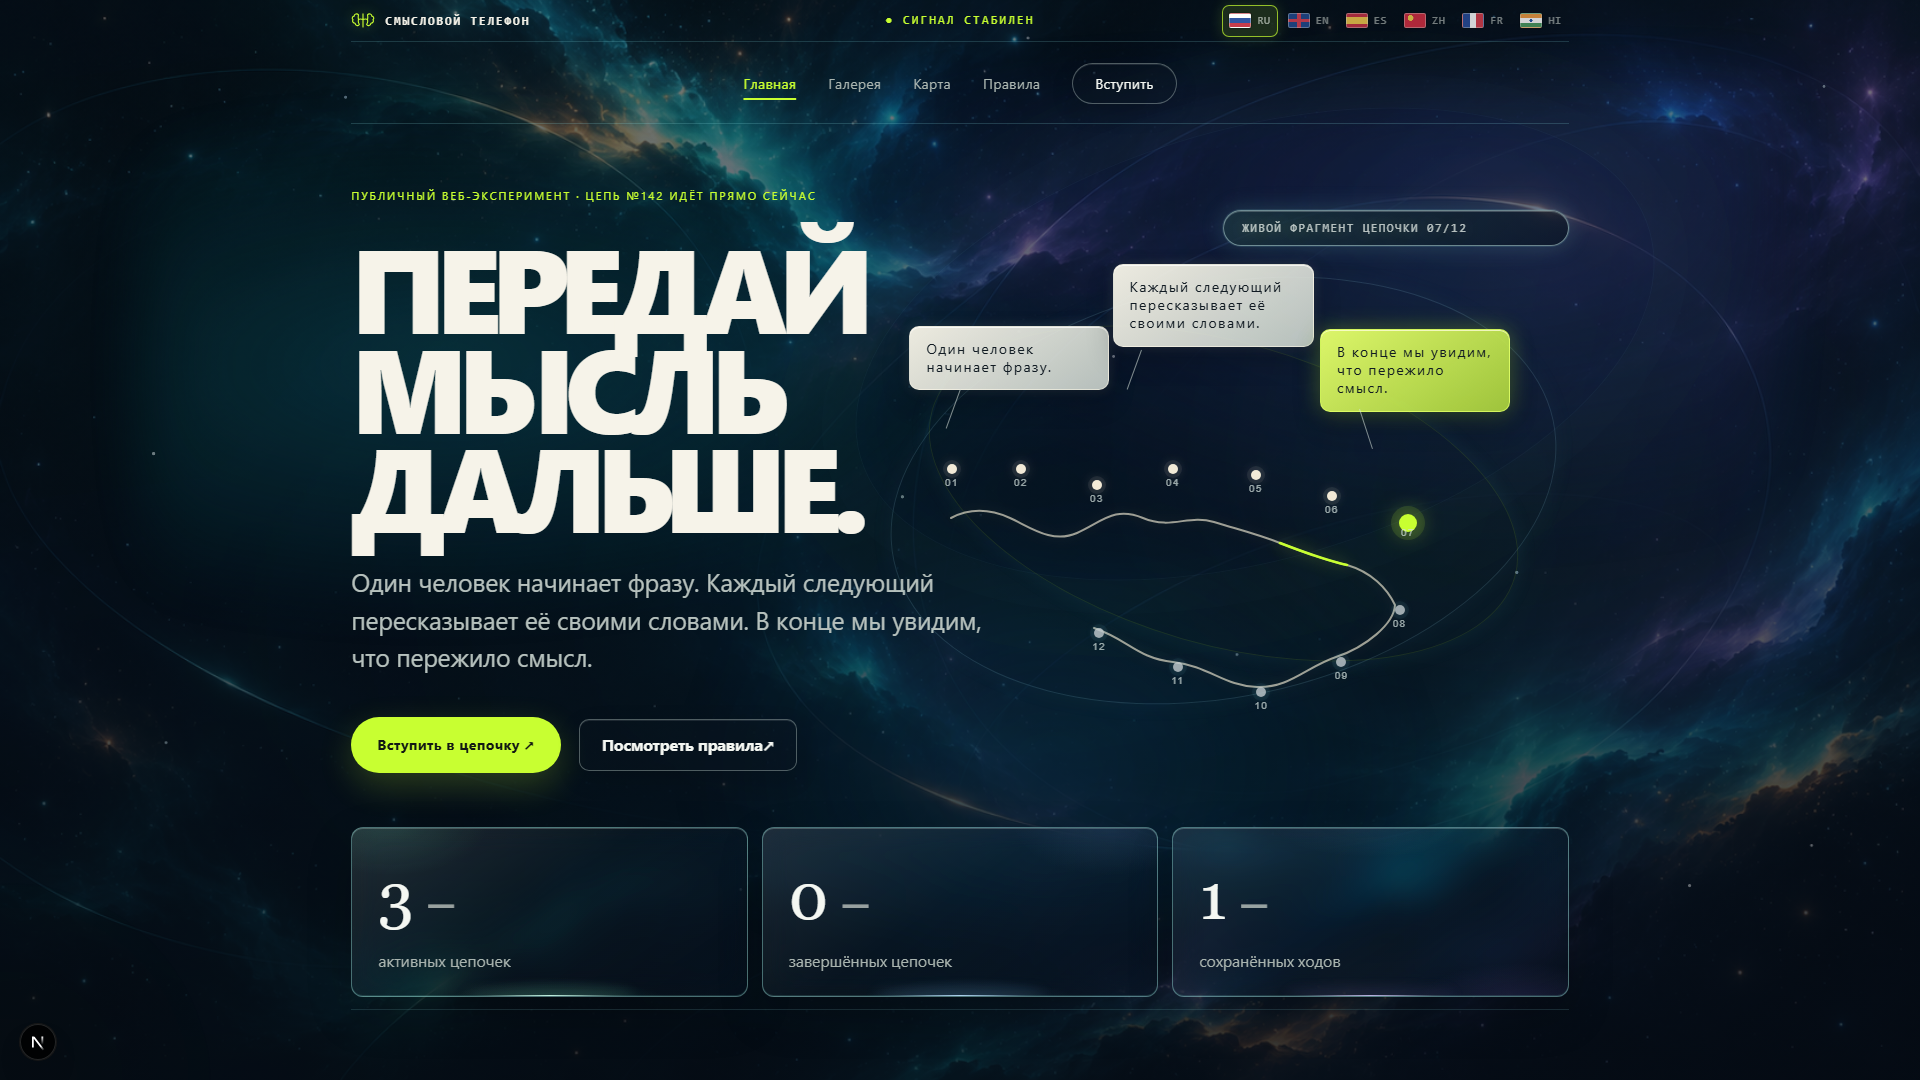 СМЫСЛОВОЙ ТЕЛЕФОН
СИГНАЛ СТАБИЛЕН
RU EN ES ZH FR HI
Главная Галерея Карта Правила Вступить
ПУБЛИЧНЫЙ ВЕБ-ЭКСПЕРИМЕНТ · ЦЕПЬ №142 ИДЁТ ПРЯМО СЕЙЧАС
ПЕРЕДАЙ
МЫСЛЬ
ДАЛЬШЕ.
Один человек начинает фразу. Каждый следующий
пересказывает её своими словами. В конце мы увидим,
что пережило смысл.
Вступить в цепочку ↗
Посмотреть правила↗
ЖИВОЙ ФРАГМЕНТ ЦЕПОЧКИ 07/12
Один человек
начинает фразу.
Каждый следующий
пересказывает её
своими словами.
В конце мы увидим,
что пережило
смысл.
01
02
03
04
05
06
07
08
09
10
11
12
3 –
активных цепочек
0 –
завершённых цепочек
1 –
сохранённых ходов
N